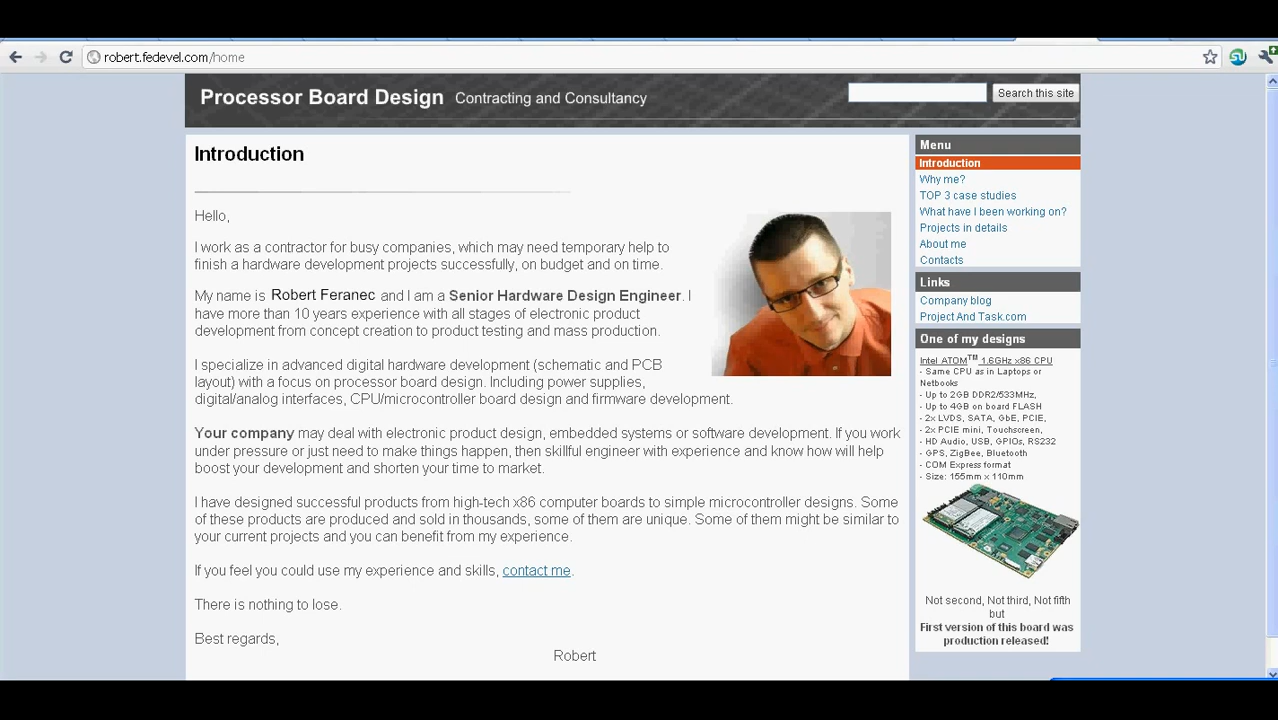 robert.fedevel.com/home
Processor Board Design Contracting and Consultancy
Search this site
Introduction
Hello,
I work as a contractor for busy companies, which may need temporary help to
finish a hardware development projects successfully, on budget and on time.
My name is Robert Feranec and I am a Senior Hardware Design Engineer. I
have more than 10 years experience with all stages of electronic product
development from concept creation to product testing and mass production.
I specialize in advanced digital hardware development (schematic and PCB
layout) with a focus on processor board design. Including power supplies,
digital/analog interfaces, CPU/microcontroller board design and firmware development.
Your company may deal with electronic product design, embedded systems or software development. If you work
under pressure or just need to make things happen, then skillful engineer with experience and know how will help
boost your development and shorten your time to market.
I have designed successful products from high-tech x86 computer boards to simple microcontroller designs. Some
of these products are produced and sold in thousands, some of them are unique. Some of them might be similar to
your current projects and you can benefit from my experience.
If you feel you could use my experience and skills, contact me.
There is nothing to lose.
Best regards,
Robert
Menu
Introduction
Why me?
TOP 3 case studies
What have I been working on?
Projects in details
About me
Contacts
Links
Company blog
Project And Task.com
One of my designs
Intel ATOM™ 1.6GHz x86 CPU
- Same CPU as in Laptops or
Netbooks
- Up to 2GB DDR2/533MHz,
- Up to 4GB on board FLASH
- 2x LVDS, SATA, GbE, PCIE,
- 2x PCIE mini, Touchscreen,
- HD Audio, USB, GPIOs, RS232
- GPS, ZigBee, Bluetooth
- COM Express format
- Size: 155mm x 110mm
Not second, Not third, Not fifth
but
First version of this board was
production released!